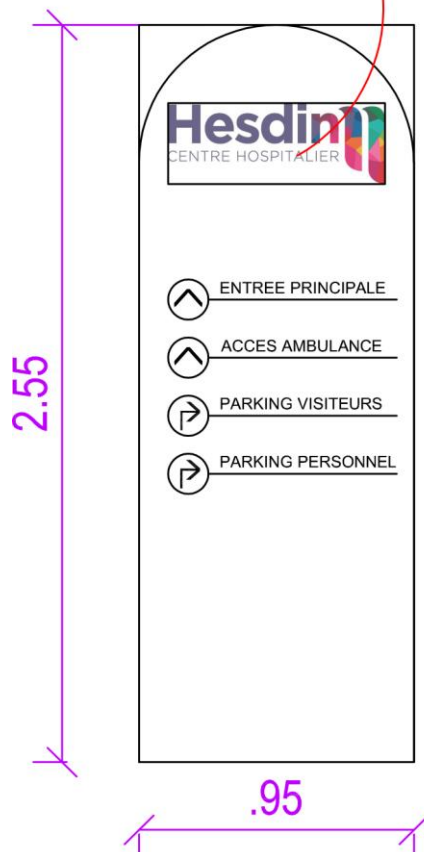 Hesdin
CENTRE HOSPITALIER
ENTREE PRINCIPALE
ACCES AMBULANCE
PARKING VISITEURS
PARKING PERSONNEL
2.55
.95